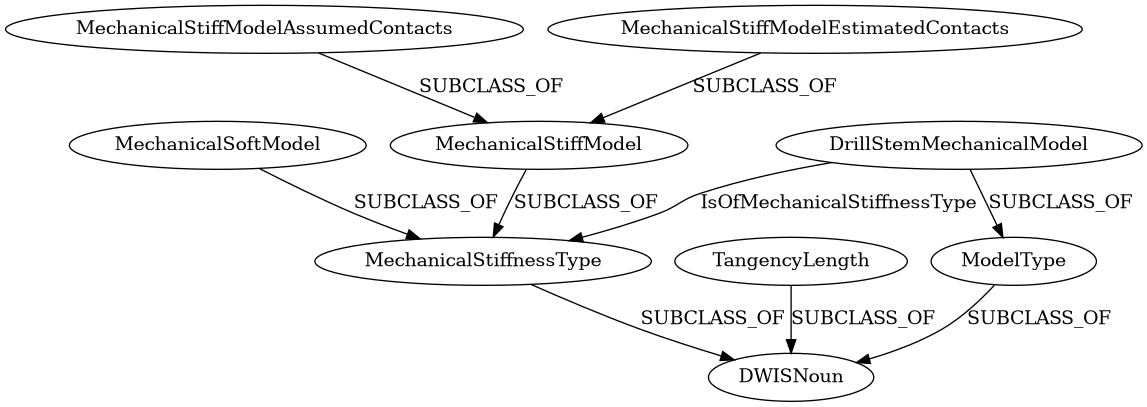 MechanicalStiffModelAssumedContacts
MechanicalStiffModelEstimatedContacts
SUBCLASS_OF
SUBCLASS_OF
MechanicalSoftModel
MechanicalStiffModel
DrillStemMechanicalModel
SUBCLASS_OF
SUBCLASS_OF
IsOfMechanicalStiffnessType
SUBCLASS_OF
MechanicalStiffnessType
TangencyLength
ModelType
SUBCLASS_OF
SUBCLASS_OF
SUBCLASS_OF
DWISNoun